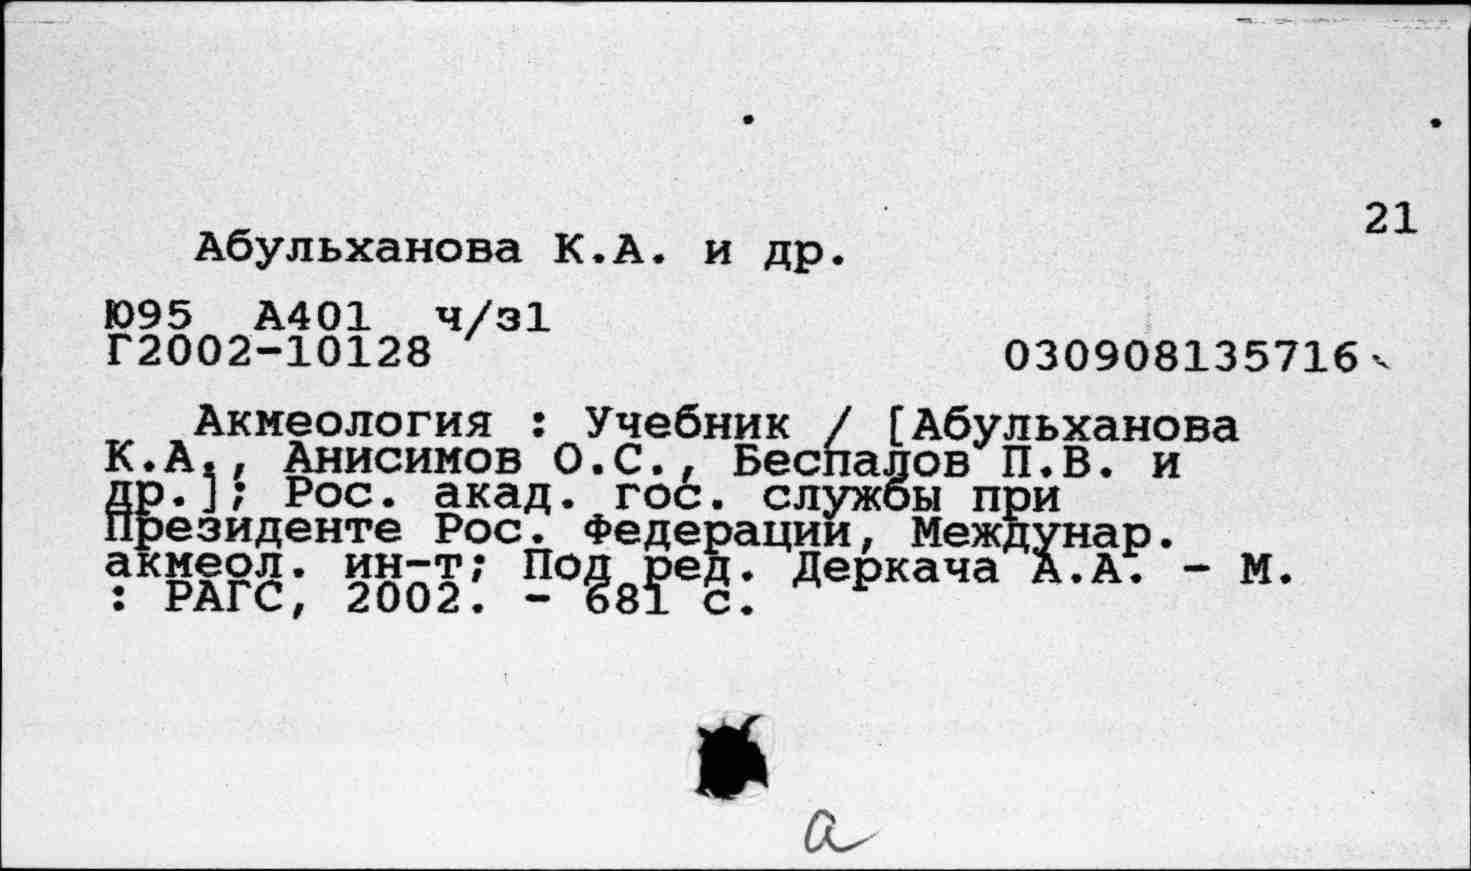 21
Абульханова К.А. и др.
Ю95 А401 ч/з1
Г2002-10128 030908135716
Акмеология : Учебник / [Абульханова
К.А., Анисимов О.С., Беспалов П.В. и
др.]; Рос. акад. гос. службы при
Президенте Рос. Федерации, Междунар.
акмеол. ин-т; Под ред. Деркача А.А. - М.
: РАГС, 2002. - 681 с.
а